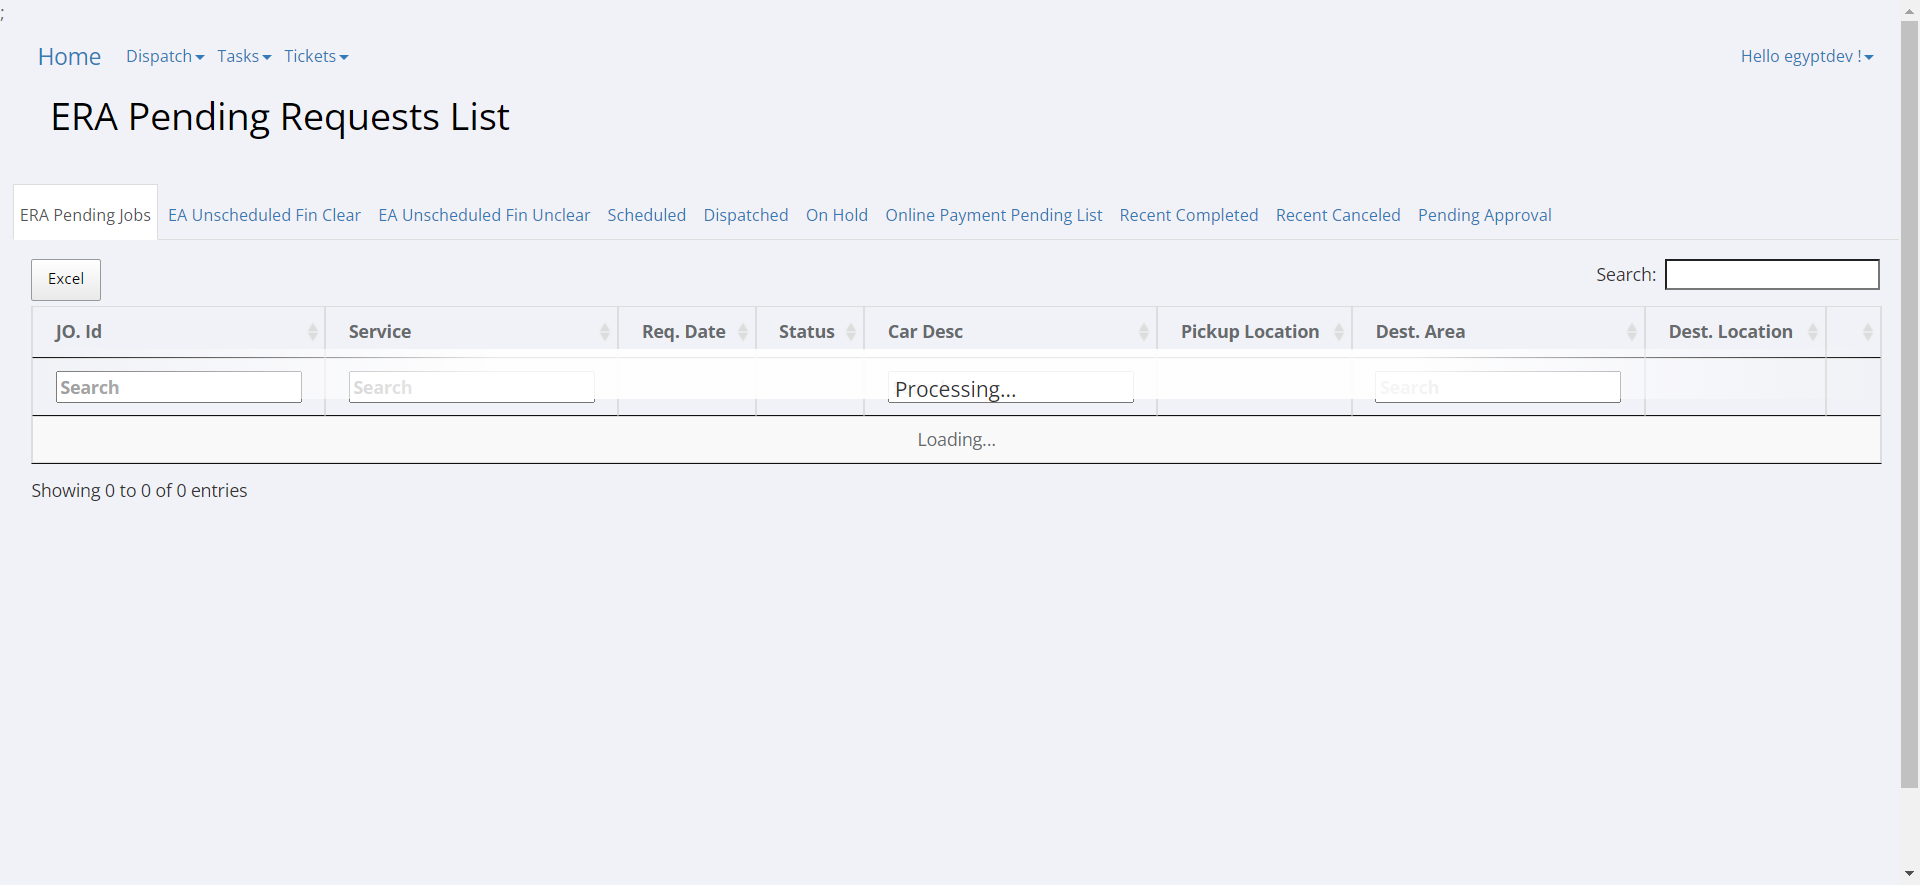 ;
Home Dispatch Tasks Tickets Hello egyptdev !
ERA Pending Requests List
ERA Pending Jobs EA Unscheduled Fin Clear EA Unscheduled Fin Unclear Scheduled Dispatched On Hold Online Payment Pending List Recent Completed Recent Canceled Pending Approval
Excel Search:
JO. Id Service Req. Date Status Car Desc Pickup Location Dest. Area Dest. Location
Search Search Processing... Search
Loading...
Showing 0 to 0 of 0 entries